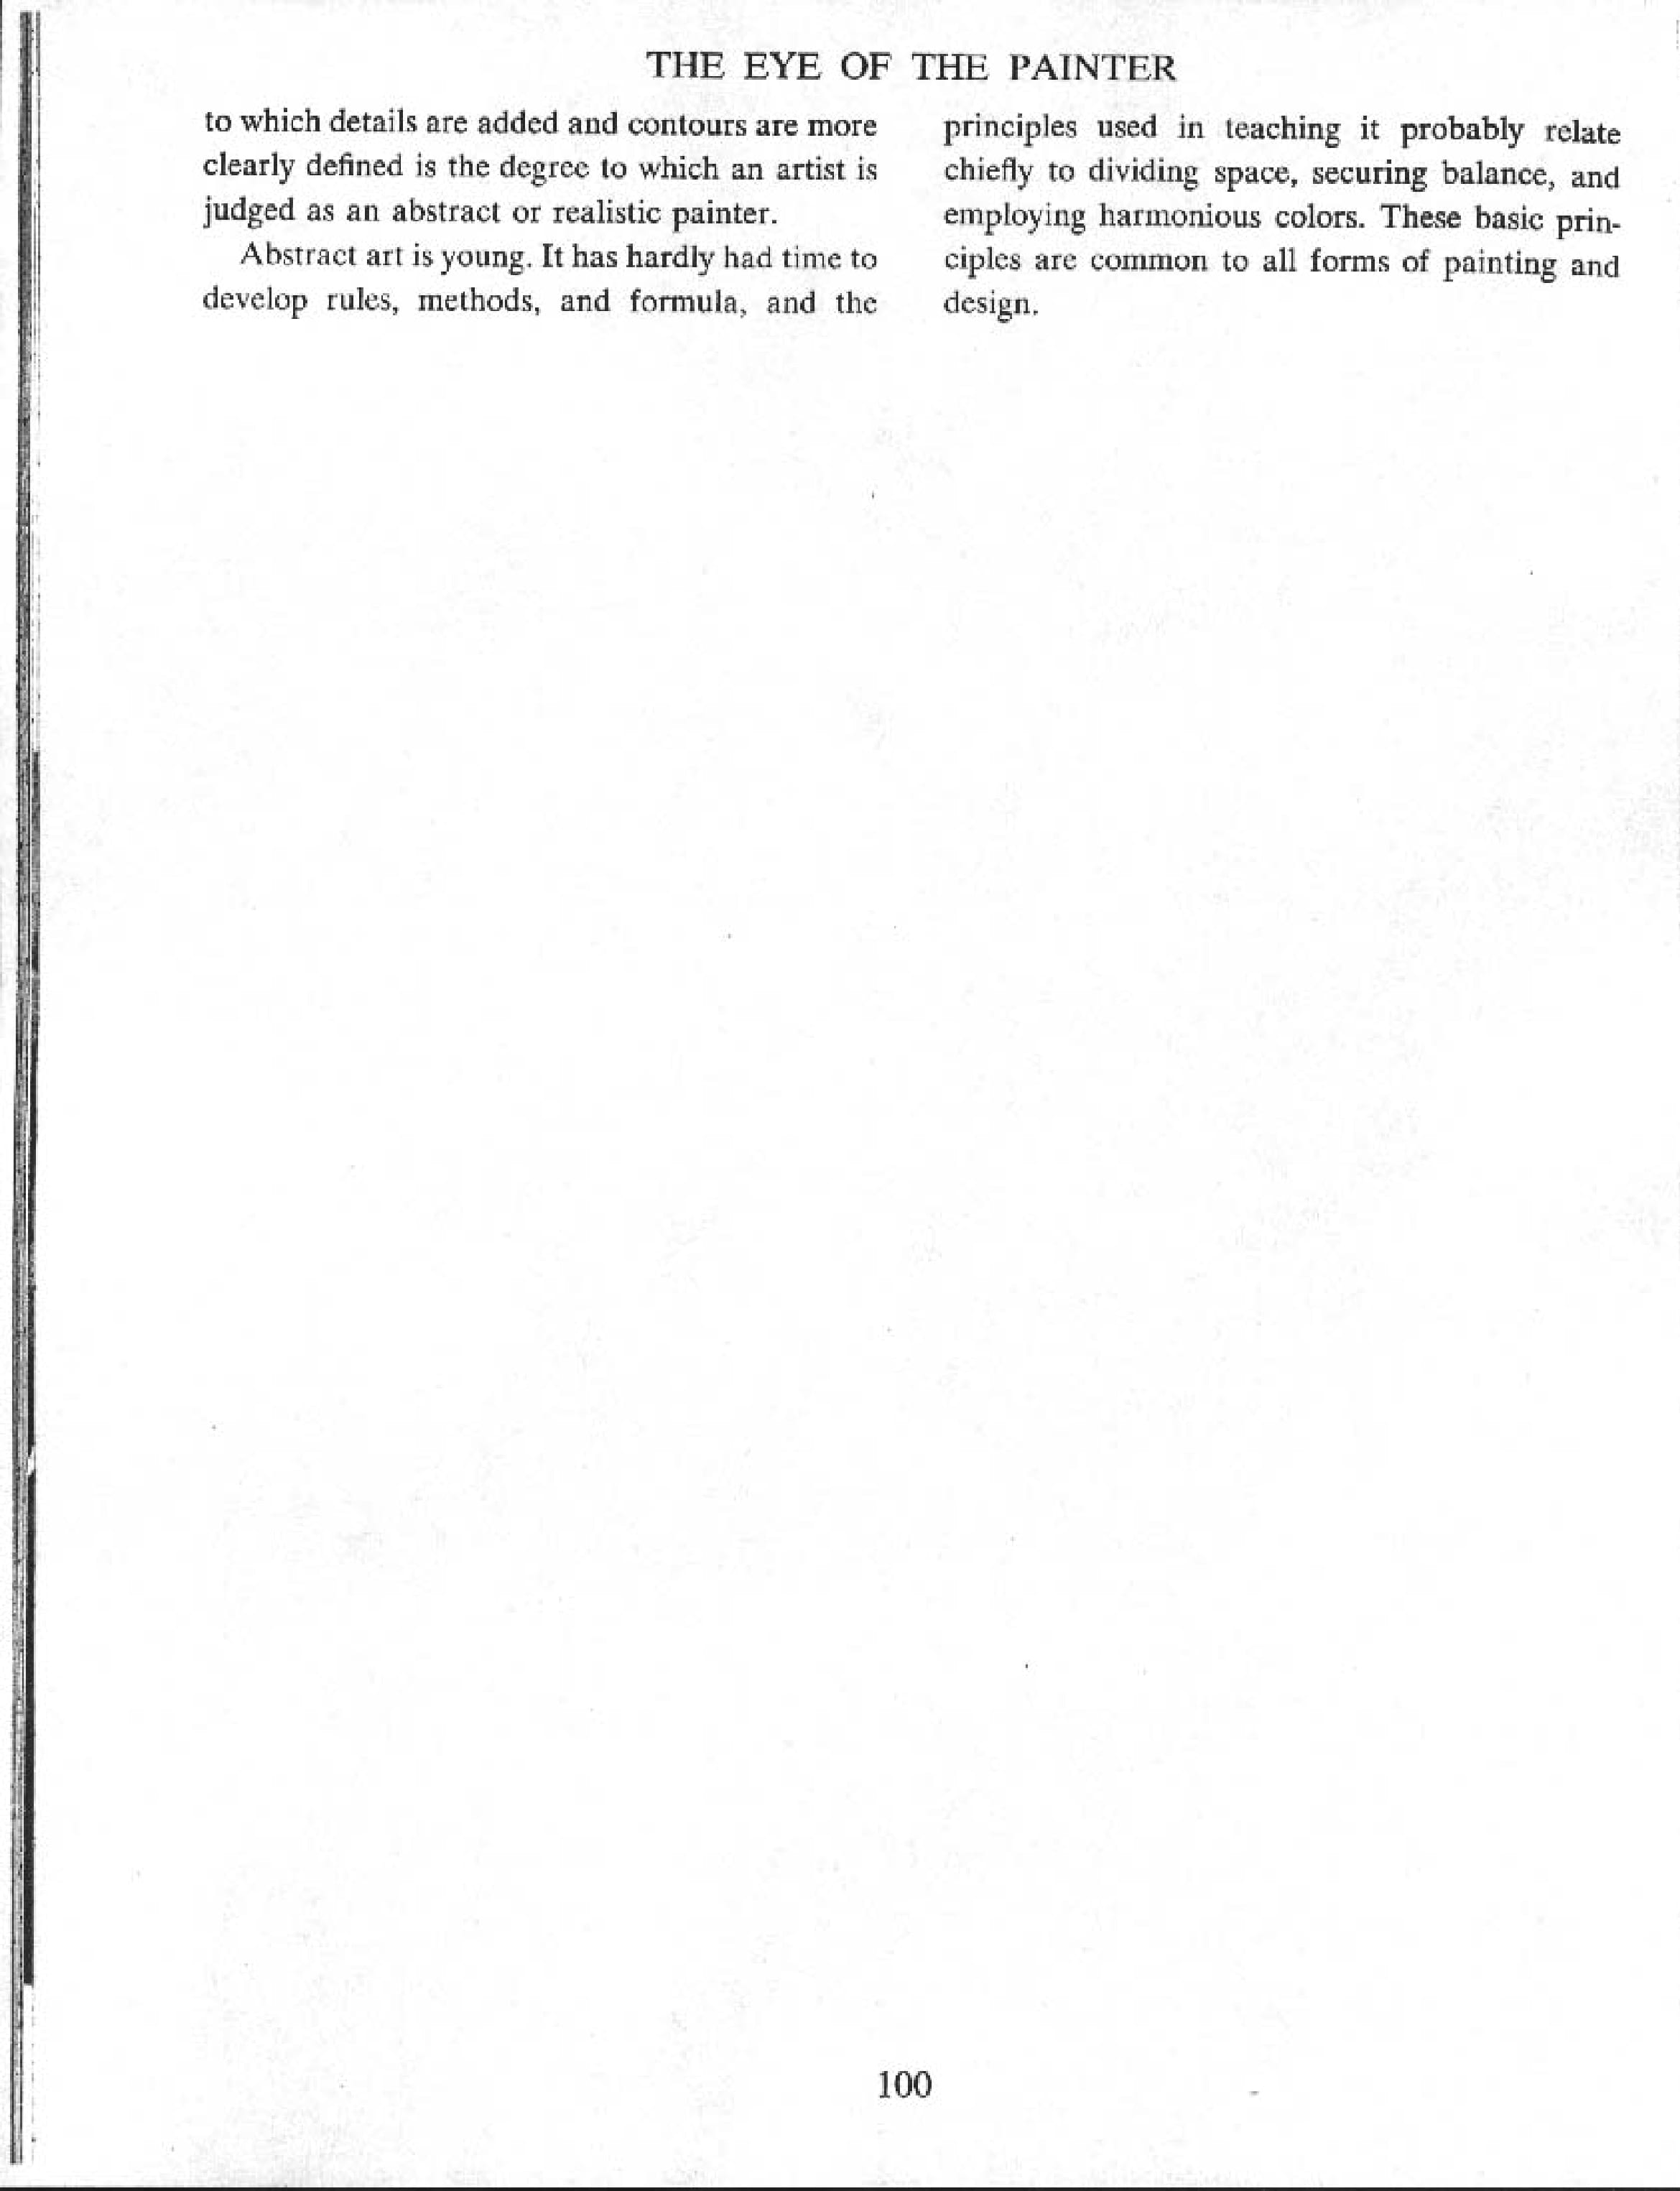 THE EYE OF THE PAINTER
to which details are added and contours are more
clearly defined is the degree to which an artist is
judged as an abstract or realistic painter.
Abstract art is young. It has hardly had time to
develop rules, methods, and formula, and the
principles used in teaching it probably relate
chiefly to dividing space, securing balance, and
employing harmonious colors. These basic prin-
ciples are common to all forms of painting and
design.
100